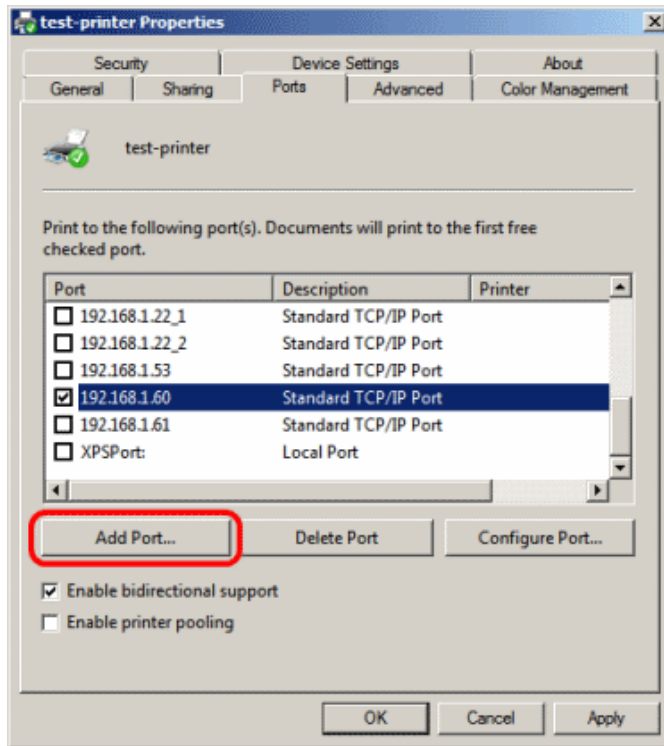 test-printer Properties
Security Device Settings About
General Sharing Ports Advanced Color Management
test-printer
Print to the following port(s). Documents will print to the first free
checked port.
Port Description Printer
192.168.1.22_1 Standard TCP/IP Port
192.168.1.22_2 Standard TCP/IP Port
192.168.1.53 Standard TCP/IP Port
192.168.1.60 Standard TCP/IP Port
192.168.1.61 Standard TCP/IP Port
XPSPort: Local Port
Add Port... Delete Port Configure Port...
Enable bidirectional support
Enable printer pooling
OK Cancel Apply